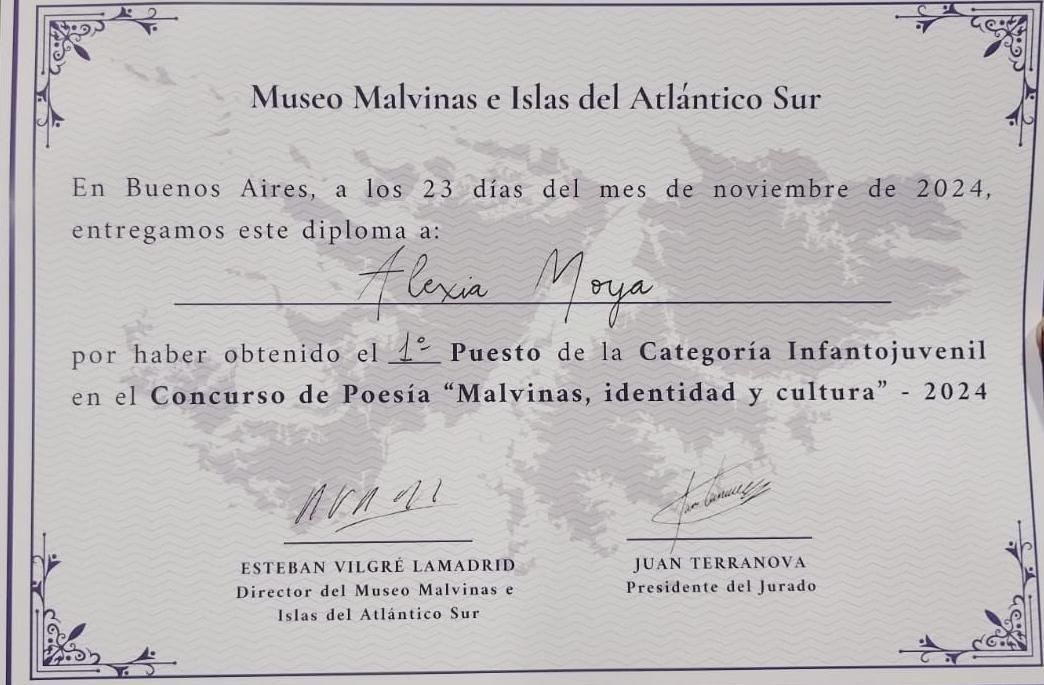 Museo Malvinas e Islas del Atlántico Sur
En Buenos Aires, a los 23 días del mes de noviembre de 2024,
entregamos este diploma a:
Alexia Moya
por haber obtenido el 1º Puesto de la Categoría Infantojuvenil
en el Concurso de Poesía “Malvinas, identidad y cultura” - 2024
ESTEBAN VILGRÉ LAMADRID
Director del Museo Malvinas e
Islas del Atlántico Sur
JUAN TERRANOVA
Presidente del Jurado